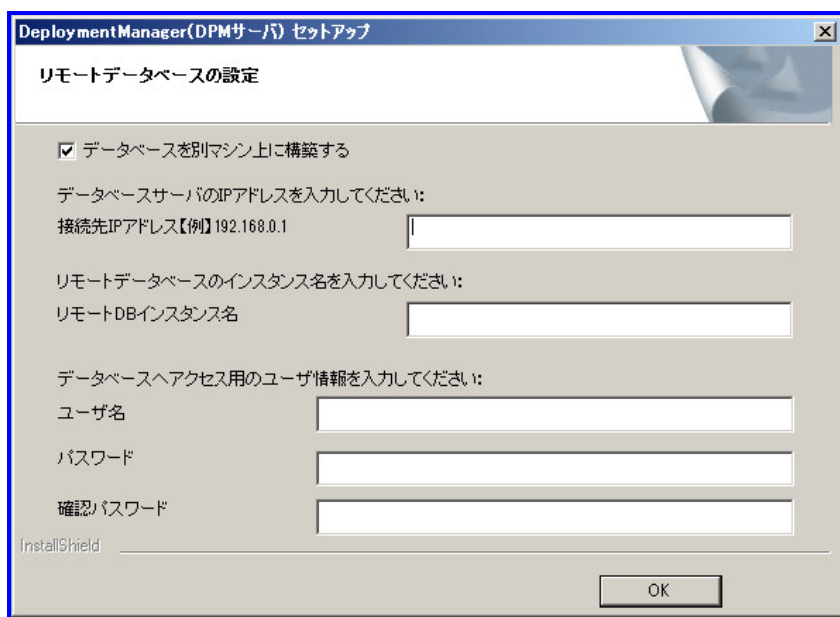 DeploymentManager(DPMサーバ) セットアップ
リモートデータベースの設定
データベースを別マシン上に構築する
データベースサーバのIPアドレスを入力してください:
接続先IPアドレス【例】192.168.0.1
リモートデータベースのインスタンス名を入力してください:
リモートDBインスタンス名
データベースへアクセス用のユーザ情報を入力してください:
ユーザ名
パスワード
確認パスワード
InstallShield
OK